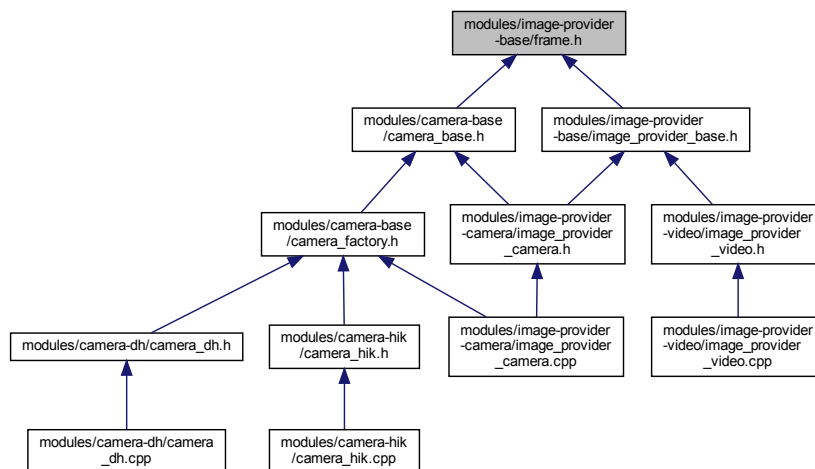 modules/image-provider
-base/frame.h
modules/camera-base
/camera_base.h
modules/image-provider
-base/image_provider_base.h
modules/camera-base
/camera_factory.h
modules/image-provider
-camera/image_provider
_camera.h
modules/image-provider
-video/image_provider
_video.h
modules/camera-dh/camera_dh.h
modules/camera-hik
/camera_hik.h
modules/image-provider
-camera/image_provider
_camera.cpp
modules/image-provider
-video/image_provider
_video.cpp
modules/camera-dh/camera
_dh.cpp
modules/camera-hik
/camera_hik.cpp